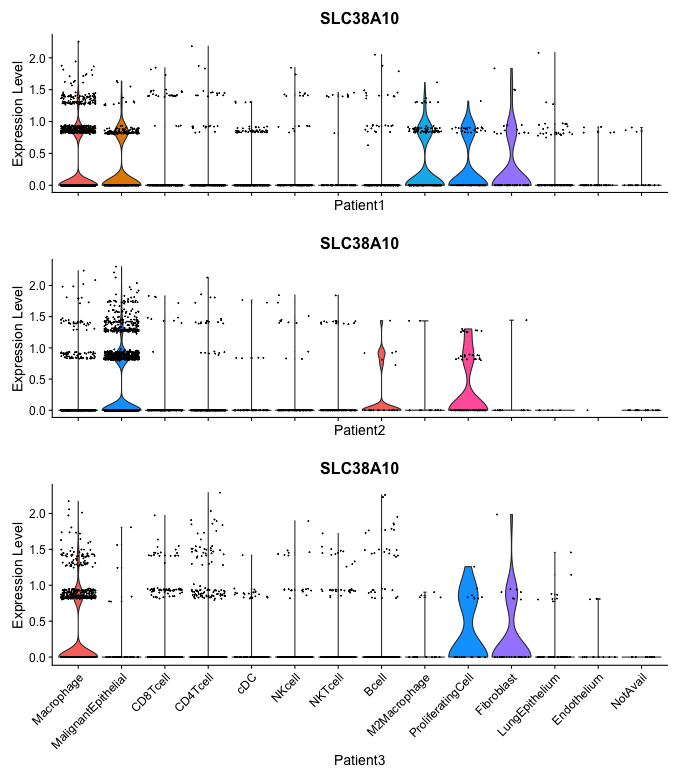 SLC38A10
Expression Level
2.0
1.5
1.0
0.5
0.0
Patient1
SLC38A10
Expression Level
2.0
1.5
1.0
0.5
0.0
Patient2
SLC38A10
Expression Level
2.0
1.5
1.0
0.5
0.0
Macrophage
MalignantEpithelial
CD8Tcell
CD4Tcell
cDC
NKcell
NKTcell
Bcell
M2Macrophage
ProliferatingCell
Fibroblast
LungEpithelium
Endothelium
NotAvail
Patient3